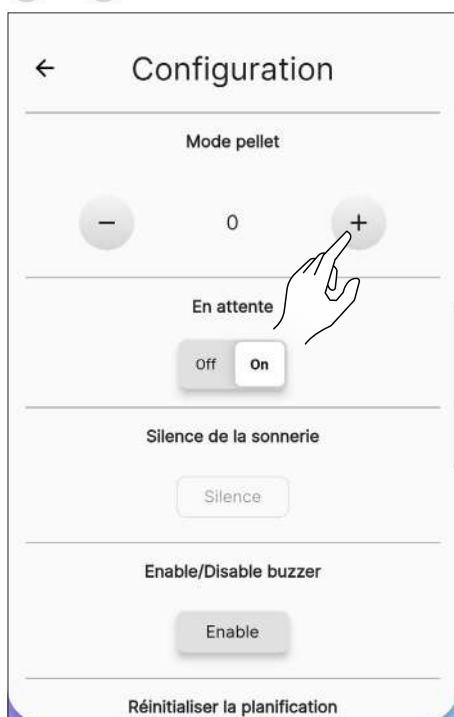 Configuration
Mode pellet
0
En attente
Off On
Silence de la sonnerie
Silence
Enable/Disable buzzer
Enable
Réinitialiser la planification